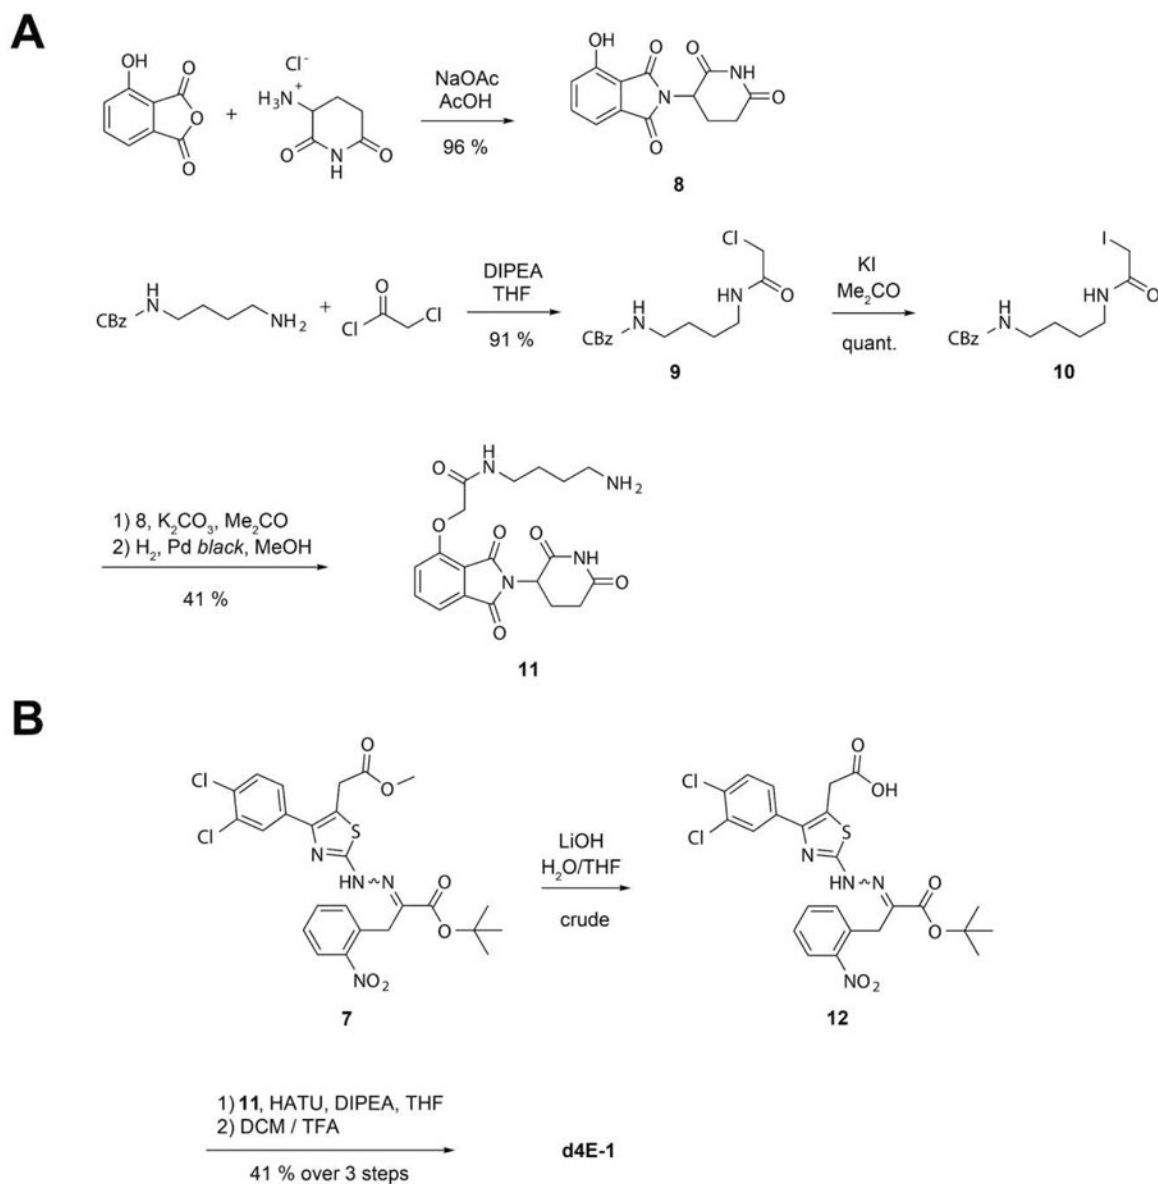 A
OH
O
O
O
+
Cl-
H3N+
O
N
H
O
NaOAc
AcOH
96 %
OH
O
N
O
O
NH
O
8
H
N
CBz
NH2
+
O
Cl
Cl
DIPEA
THF
91 %
Cl
HN
O
H
N
CBz
9
KI
Me2CO
quant.
I
HN
O
H
N
CBz
10
1) 8, K2CO3, Me2CO
2) H2, Pd black, MeOH
41 %
H
N
O
NH2
O
O
N
O
O
NH
O
11
B
Cl
Cl
O
O
S
N
HN
N
O
O
NO2
7
LiOH
H2O/THF
crude
Cl
Cl
O
OH
S
N
HN
N
O
O
NO2
12
1) 11, HATU, DIPEA, THF
2) DCM / TFA
41 % over 3 steps
d4E-1